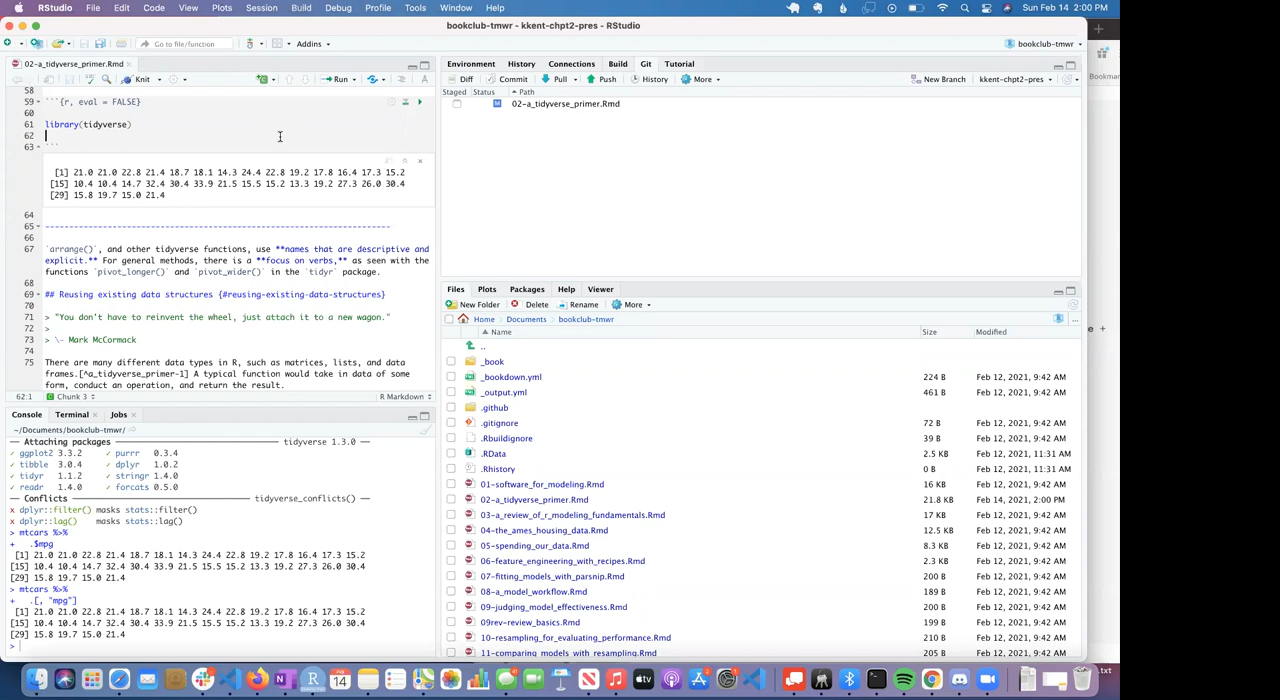 RStudio File Edit Code View Plots Session Build Debug Profile Tools Window Help Sun Feb 14 2:00 PM
bookclub-tmwr - kkent-chpt2-pres - RStudio
Go to file/function Addins bookclub-tmwr
02-a_tidyverse_primer.Rmd
Knit Run
58
59 ```{r, eval = FALSE}
60
61 library(tidyverse)
62
63 ```
[1] 21.0 21.0 22.8 21.4 18.7 18.1 14.3 24.4 22.8 19.2 17.8 16.4 17.3 15.2
[15] 10.4 10.4 14.7 32.4 30.4 33.9 21.5 15.5 15.2 13.3 19.2 27.3 26.0 30.4
[29] 15.8 19.7 15.0 21.4
64
65 --------------------------------------------------------------------------------
66
67 `arrange()`, and other tidyverse functions, use **names that are descriptive and
explicit.** For general methods, there is a **focus on verbs,** as seen with the
functions `pivot_longer()` and `pivot_wider()` in the `tidyr` package.
68
69 ## Reusing existing data structures {#reusing-existing-data-structures}
70
71 > "You don't have to reinvent the wheel, just attach it to a new wagon."
72 >
73 > \- Mark McCormack
74
75 There are many different data types in R, such as matrices, lists, and data
frames.[^a_tidyverse_primer-1] A typical function would take in data of some
form, conduct an operation, and return the result.
62:1 Chunk 3 R Markdown
Console Terminal Jobs
~/Documents/bookclub-tmwr/
— Attaching packages ——— tidyverse 1.3.0 —
✓ ggplot2 3.3.2 ✓ purrr 0.3.4
✓ tibble 3.0.4 ✓ dplyr 1.0.2
✓ tidyr 1.1.2 ✓ stringr 1.4.0
✓ readr 1.4.0 ✓ forcats 0.5.0
— Conflicts ——— tidyverse_conflicts() —
x dplyr::filter() masks stats::filter()
x dplyr::lag() masks stats::lag()
> mtcars %>%
+ .$mpg
[1] 21.0 21.0 22.8 21.4 18.7 18.1 14.3 24.4 22.8 19.2 17.8 16.4 17.3 15.2
[15] 10.4 10.4 14.7 32.4 30.4 33.9 21.5 15.5 15.2 13.3 19.2 27.3 26.0 30.4
[29] 15.8 19.7 15.0 21.4
> mtcars %>%
+ .[, "mpg"]
[1] 21.0 21.0 22.8 21.4 18.7 18.1 14.3 24.4 22.8 19.2 17.8 16.4 17.3 15.2
[15] 10.4 10.4 14.7 32.4 30.4 33.9 21.5 15.5 15.2 13.3 19.2 27.3 26.0 30.4
[29] 15.8 19.7 15.0 21.4
>
Environment History Connections Build Git Tutorial
Diff Commit Pull Push History More New Branch kkent-chpt2-pres
Staged Status Path
M 02-a_tidyverse_primer.Rmd
Files Plots Packages Help Viewer
New Folder Delete Rename More
Home Documents bookclub-tmwr ...
Name Size Modified
..
_book
_bookdown.yml 224 B Feb 12, 2021, 9:42 AM
_output.yml 461 B Feb 12, 2021, 9:42 AM
.github
.gitignore 72 B Feb 12, 2021, 9:42 AM
.Rbuildignore 39 B Feb 12, 2021, 9:42 AM
.RData 2.5 KB Feb 12, 2021, 11:31 AM
.Rhistory 0 B Feb 12, 2021, 11:31 AM
01-software_for_modeling.Rmd 16 KB Feb 12, 2021, 9:42 AM
02-a_tidyverse_primer.Rmd 21.8 KB Feb 14, 2021, 2:00 PM
03-a_review_of_r_modeling_fundamentals.Rmd 17 KB Feb 12, 2021, 9:42 AM
04-the_ames_housing_data.Rmd 12.5 KB Feb 12, 2021, 9:42 AM
05-spending_our_data.Rmd 8.3 KB Feb 12, 2021, 9:42 AM
06-feature_engineering_with_recipes.Rmd 2.3 KB Feb 12, 2021, 9:42 AM
07-fitting_models_with_parsnip.Rmd 200 B Feb 12, 2021, 9:42 AM
08-a_model_workflow.Rmd 189 B Feb 12, 2021, 9:42 AM
09-judging_model_effectiveness.Rmd 200 B Feb 12, 2021, 9:42 AM
09rev-review_basics.Rmd 199 B Feb 12, 2021, 9:42 AM
10-resampling_for_evaluating_performance.Rmd 210 B Feb 12, 2021, 9:42 AM
11-comparing_models_with_resampling.Rmd 205 B Feb 12, 2021, 9:42 AM
Bookmar
e +
.txt
FEB
14